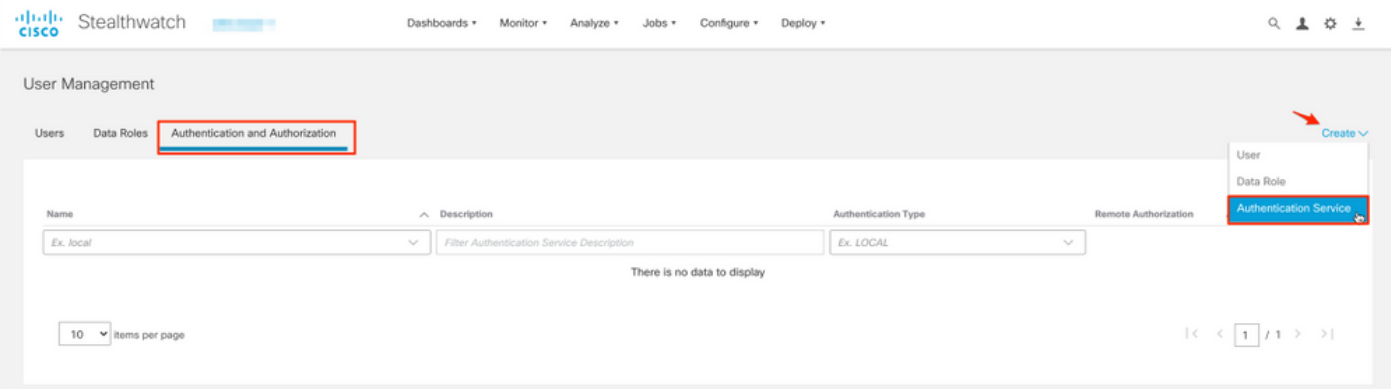 cisco Stealthwatch Dashboards Monitor Analyze Jobs Configure Deploy
User Management
Users Data Roles Authentication and Authorization Create
User
Data Role
Authentication Service
Name Description Authentication Type Remote Authorization
Ex. local Filter Authentication Service Description Ex. LOCAL
There is no data to display
10 items per page 1 / 1